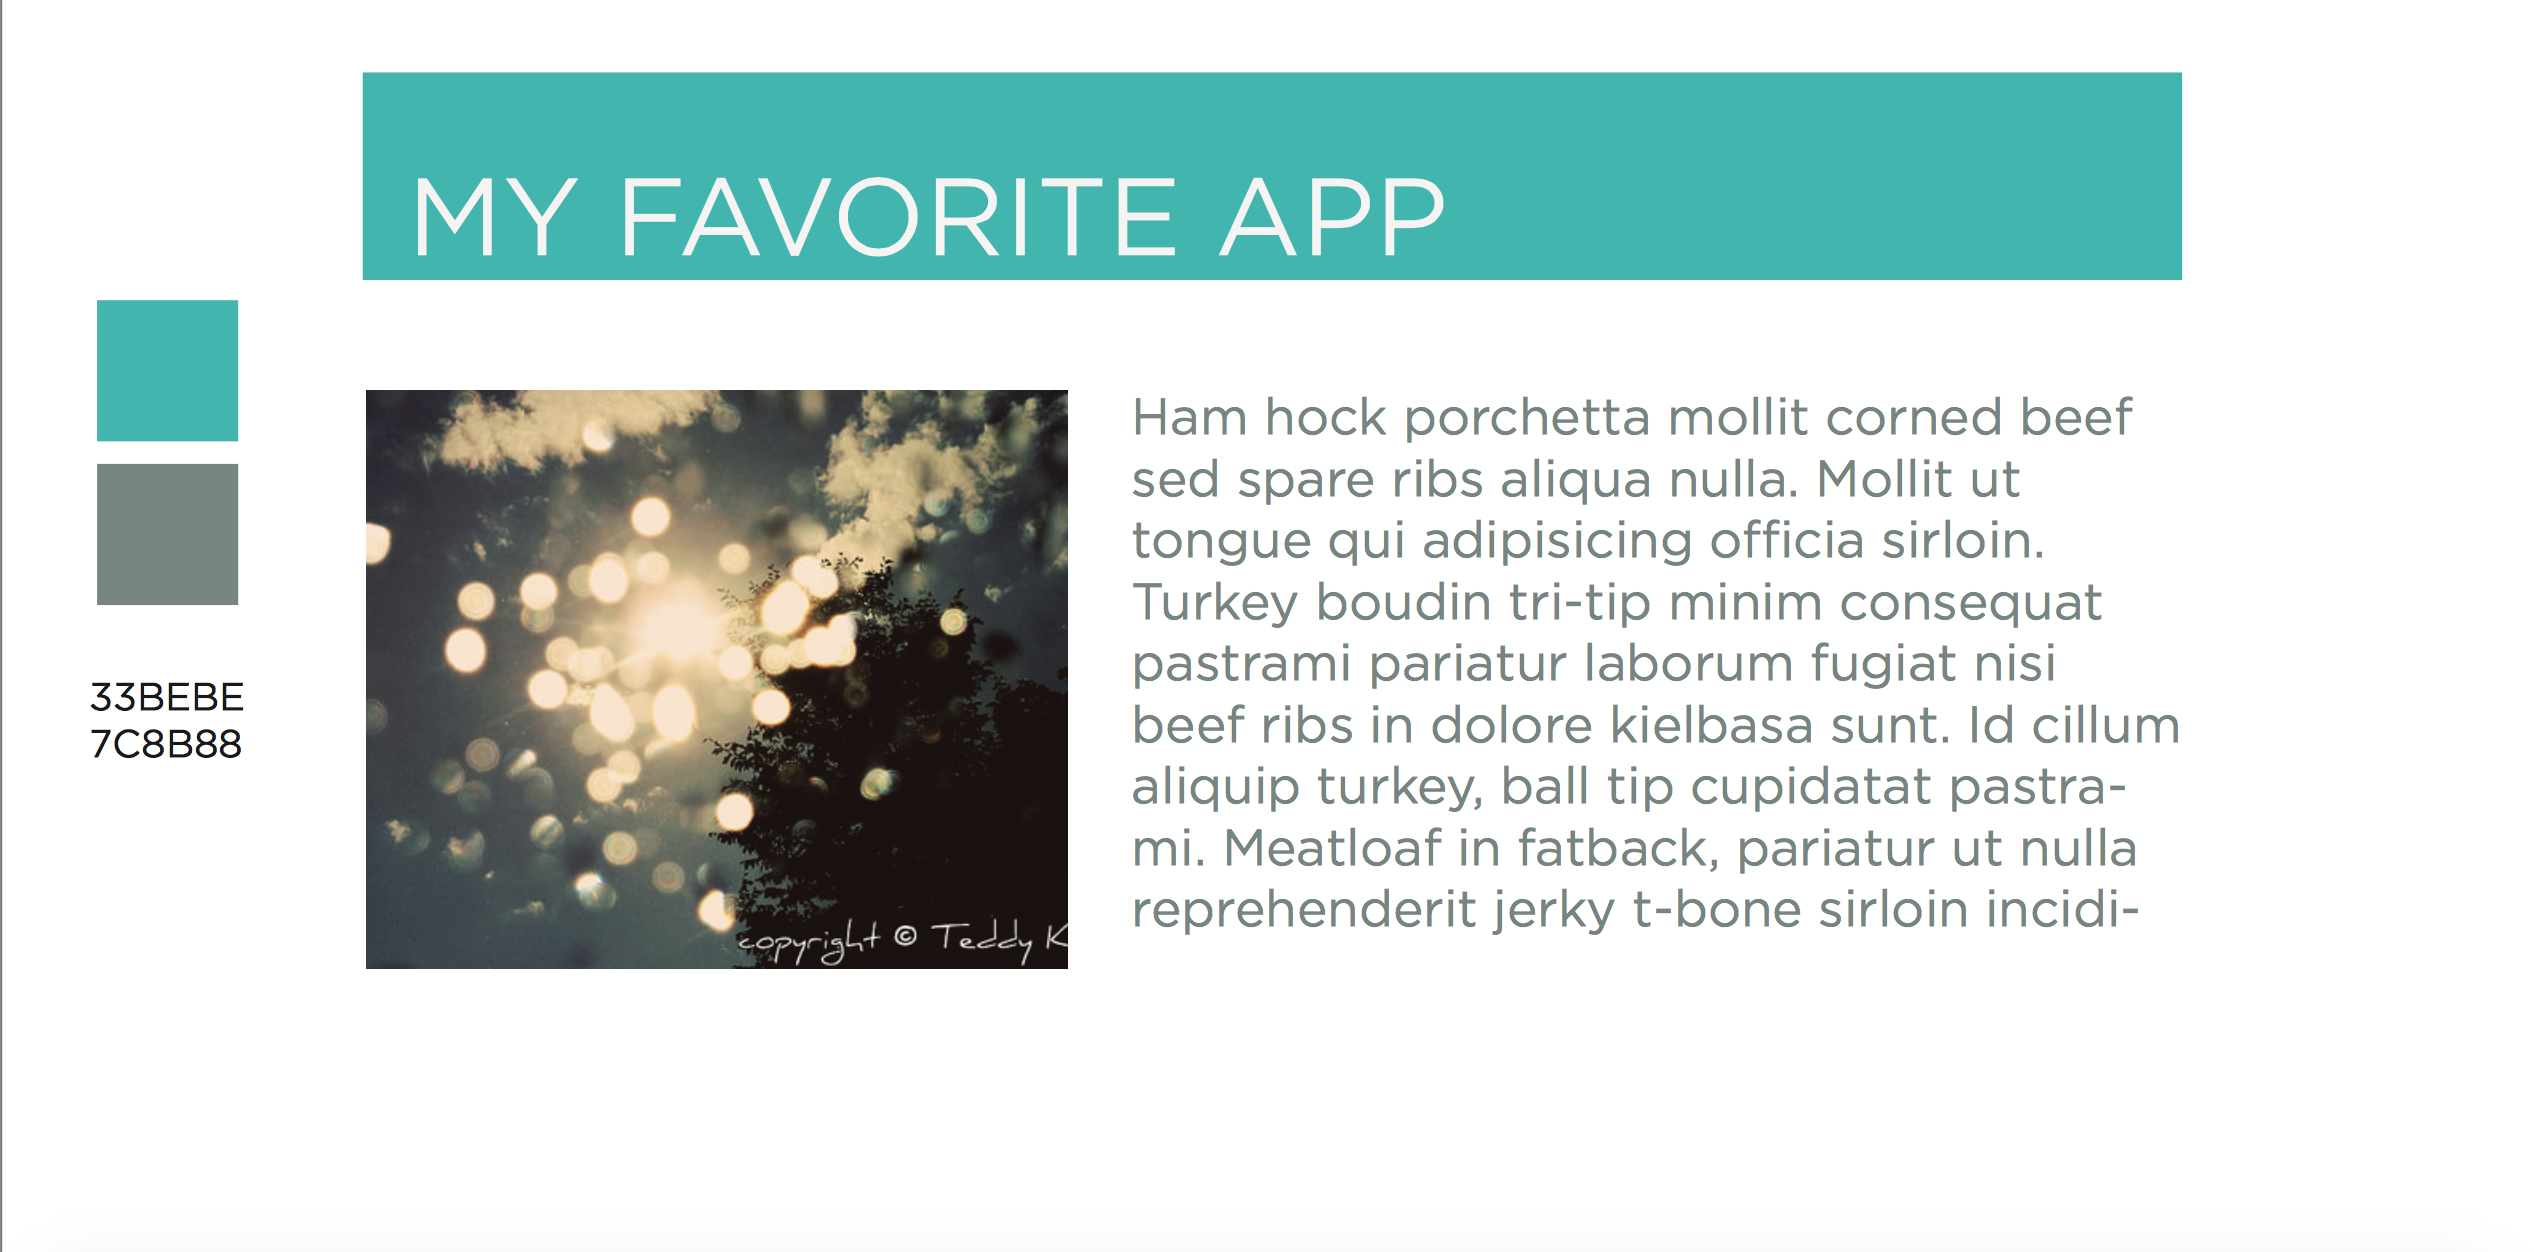 MY FAVORITE APP
33BEBE
7C8B88
copyright © Teddy K
Ham hock porchetta mollit corned beef
sed spare ribs aliqua nulla. Mollit ut
tongue qui adipisicing officia sirloin.
Turkey boudin tri-tip minim consequat
pastrami pariatur laborum fugiat nisi
beef ribs in dolore kielbasa sunt. Id cillum
aliquip turkey, ball tip cupidatat pastra-
mi. Meatloaf in fatback, pariatur ut nulla
reprehenderit jerky t-bone sirloin incidi-